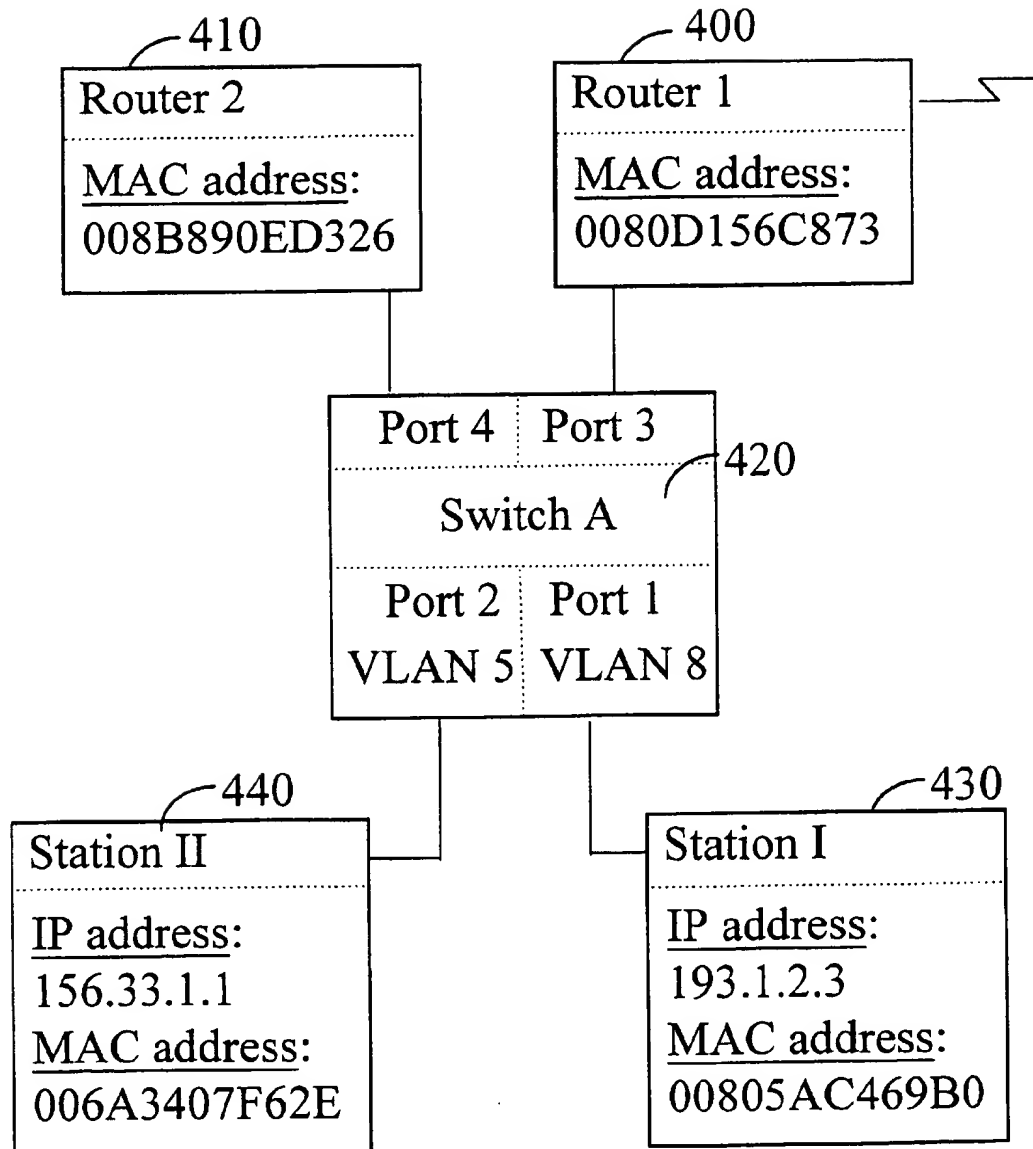 410
Router 2
MAC address:
008B890ED326
400
Router 1
MAC address:
0080D156C873
Port 4
Port 3
420
Switch A
Port 2
VLAN 5
Port 1
VLAN 8
440
Station II
IP address:
156.33.1.1
MAC address:
006A3407F62E
430
Station I
IP address:
193.1.2.3
MAC address:
00805AC469B0